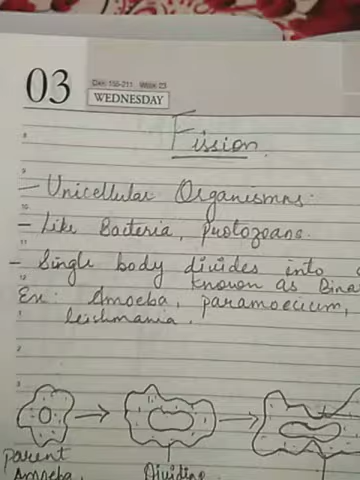 03
WEDNESDAY
Fission
- Unicellular Organismns.
- Like Bacteria, protozoans.
- Single body divides into
known as Bina
Ex: Amoeba, paramoecium,
leishmania.
parent
Amoeba
Dividing